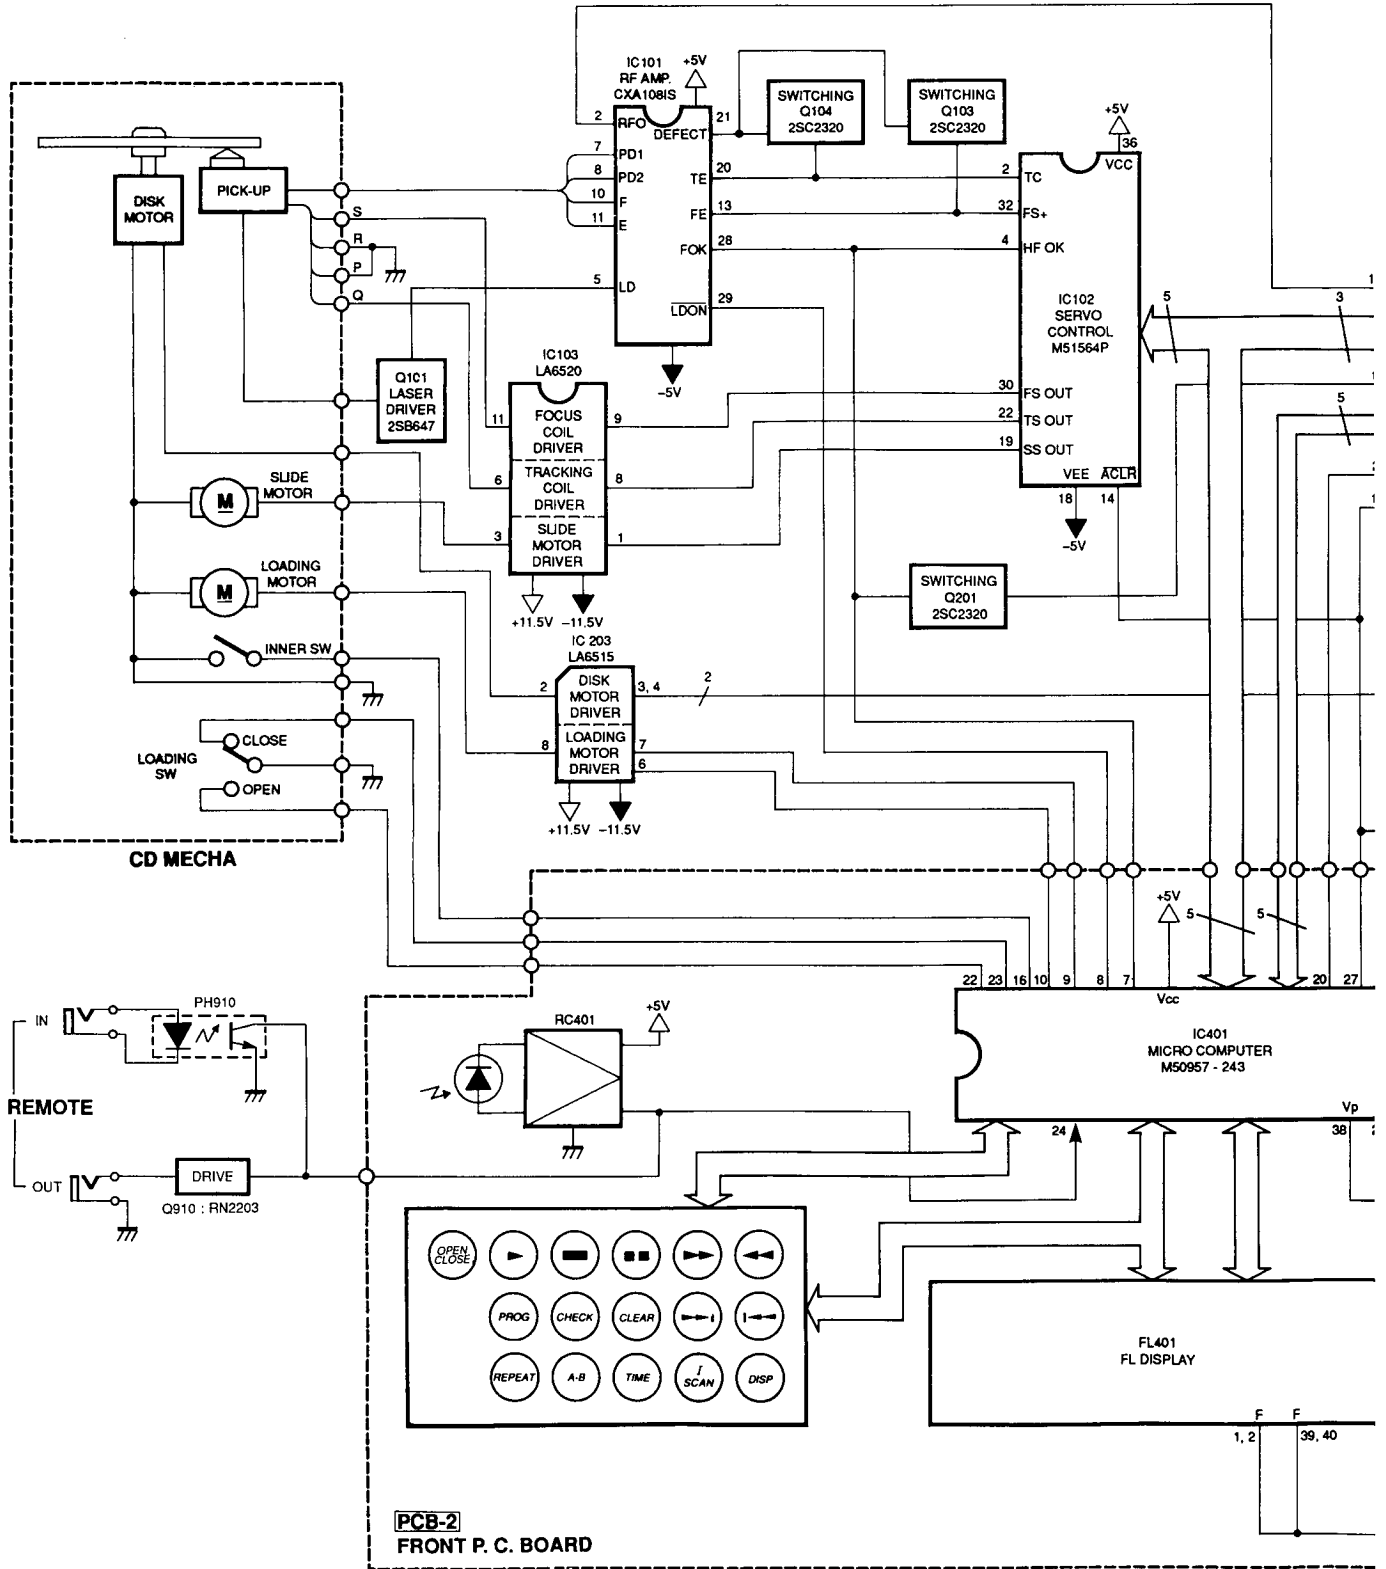 IC101
RF AMP.
CXA1081S
+5V
2
RFO
DEFECT
21
7
PD1
8
PD2
10
F
11
E
TE
20
FE
13
FOK
28
5
LD
LDON
29
-5V
SWITCHING
Q104
2SC2320
SWITCHING
Q103
2SC2320
+5V
36
VCC
2
TC
32
FS+
4
HF OK
IC102
SERVO
CONTROL
M51564P
30
FS OUT
22
TS OUT
19
SS OUT
VEE
ACLR
18
14
-5V
5
3
1
1
5
2
1
DISK
MOTOR
PICK-UP
S
R
P
Q
Q101
LASER
DRIVER
2SB647
IC103
LA6520
11
FOCUS
COIL
DRIVER
9
6
TRACKING
COIL
DRIVER
8
3
SLIDE
MOTOR
DRIVER
1
+11.5V
-11.5V
SLIDE
MOTOR
M
LOADING
MOTOR
M
INNER SW
SWITCHING
Q201
2SC2320
IC 203
LA6515
2
DISK
MOTOR
DRIVER
3, 4
2
8
LOADING
MOTOR
DRIVER
7
6
+11.5V
-11.5V
CLOSE
LOADING
SW
OPEN
CD MECHA
+5V
5
5
22
23
16
10
9
8
7
Vcc
20
27
IC401
MICRO COMPUTER
M50957 - 243
Vp
24
38
2
IN
PH910
REMOTE
OUT
DRIVE
Q910 : RN2203
RC401
+5V
OPEN
CLOSE
PROG
CHECK
CLEAR
REPEAT
A-B
TIME
I
SCAN
DISP
FL401
FL DISPLAY
F
F
1, 2
39, 40
PCB-2
FRONT P. C. BOARD